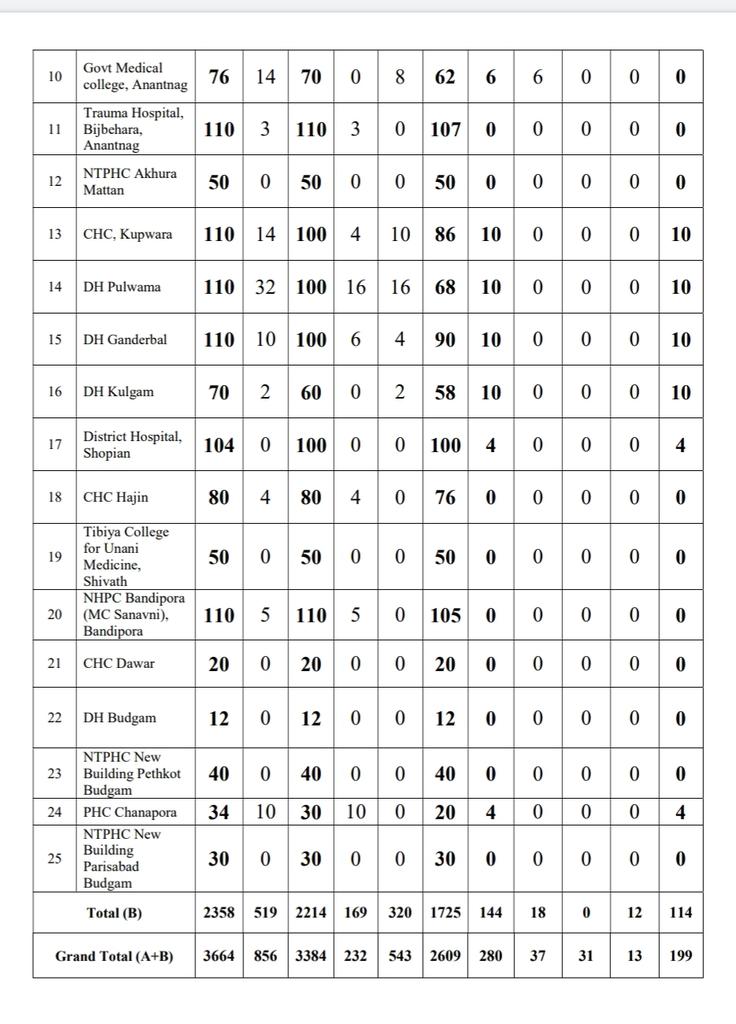 10 Govt Medical college, Anantnag 76 14 70 0 8 62 6 6 0 0 0
11 Trauma Hospital, Bijbehara, Anantnag 110 3 110 3 0 107 0 0 0 0 0
12 NTPHC Akhura Mattan 50 0 50 0 0 50 0 0 0 0 0
13 CHC, Kupwara 110 14 100 4 10 86 10 0 0 0 10
14 DH Pulwama 110 32 100 16 16 68 10 0 0 0 10
15 DH Ganderbal 110 10 100 6 4 90 10 0 0 0 10
16 DH Kulgam 70 2 60 0 2 58 10 0 0 0 10
17 District Hospital, Shopian 104 0 100 0 0 100 4 0 0 0 4
18 CHC Hajin 80 4 80 4 0 76 0 0 0 0 0
19 Tibiya College for Unani Medicine, Shivath 50 0 50 0 0 50 0 0 0 0 0
20 NHPC Bandipora (MC Sanavni), Bandipora 110 5 110 5 0 105 0 0 0 0 0
21 CHC Dawar 20 0 20 0 0 20 0 0 0 0 0
22 DH Budgam 12 0 12 0 0 12 0 0 0 0 0
23 NTPHC New Building Pethkot Budgam 40 0 40 0 0 40 0 0 0 0 0
24 PHC Chanapora 34 10 30 10 0 20 4 0 0 0 4
25 NTPHC New Building Parisabad Budgam 30 0 30 0 0 30 0 0 0 0 0
Total (B) 2358 519 2214 169 320 1725 144 18 0 12 114
Grand Total (A+B) 3664 856 3384 232 543 2609 280 37 31 13 199